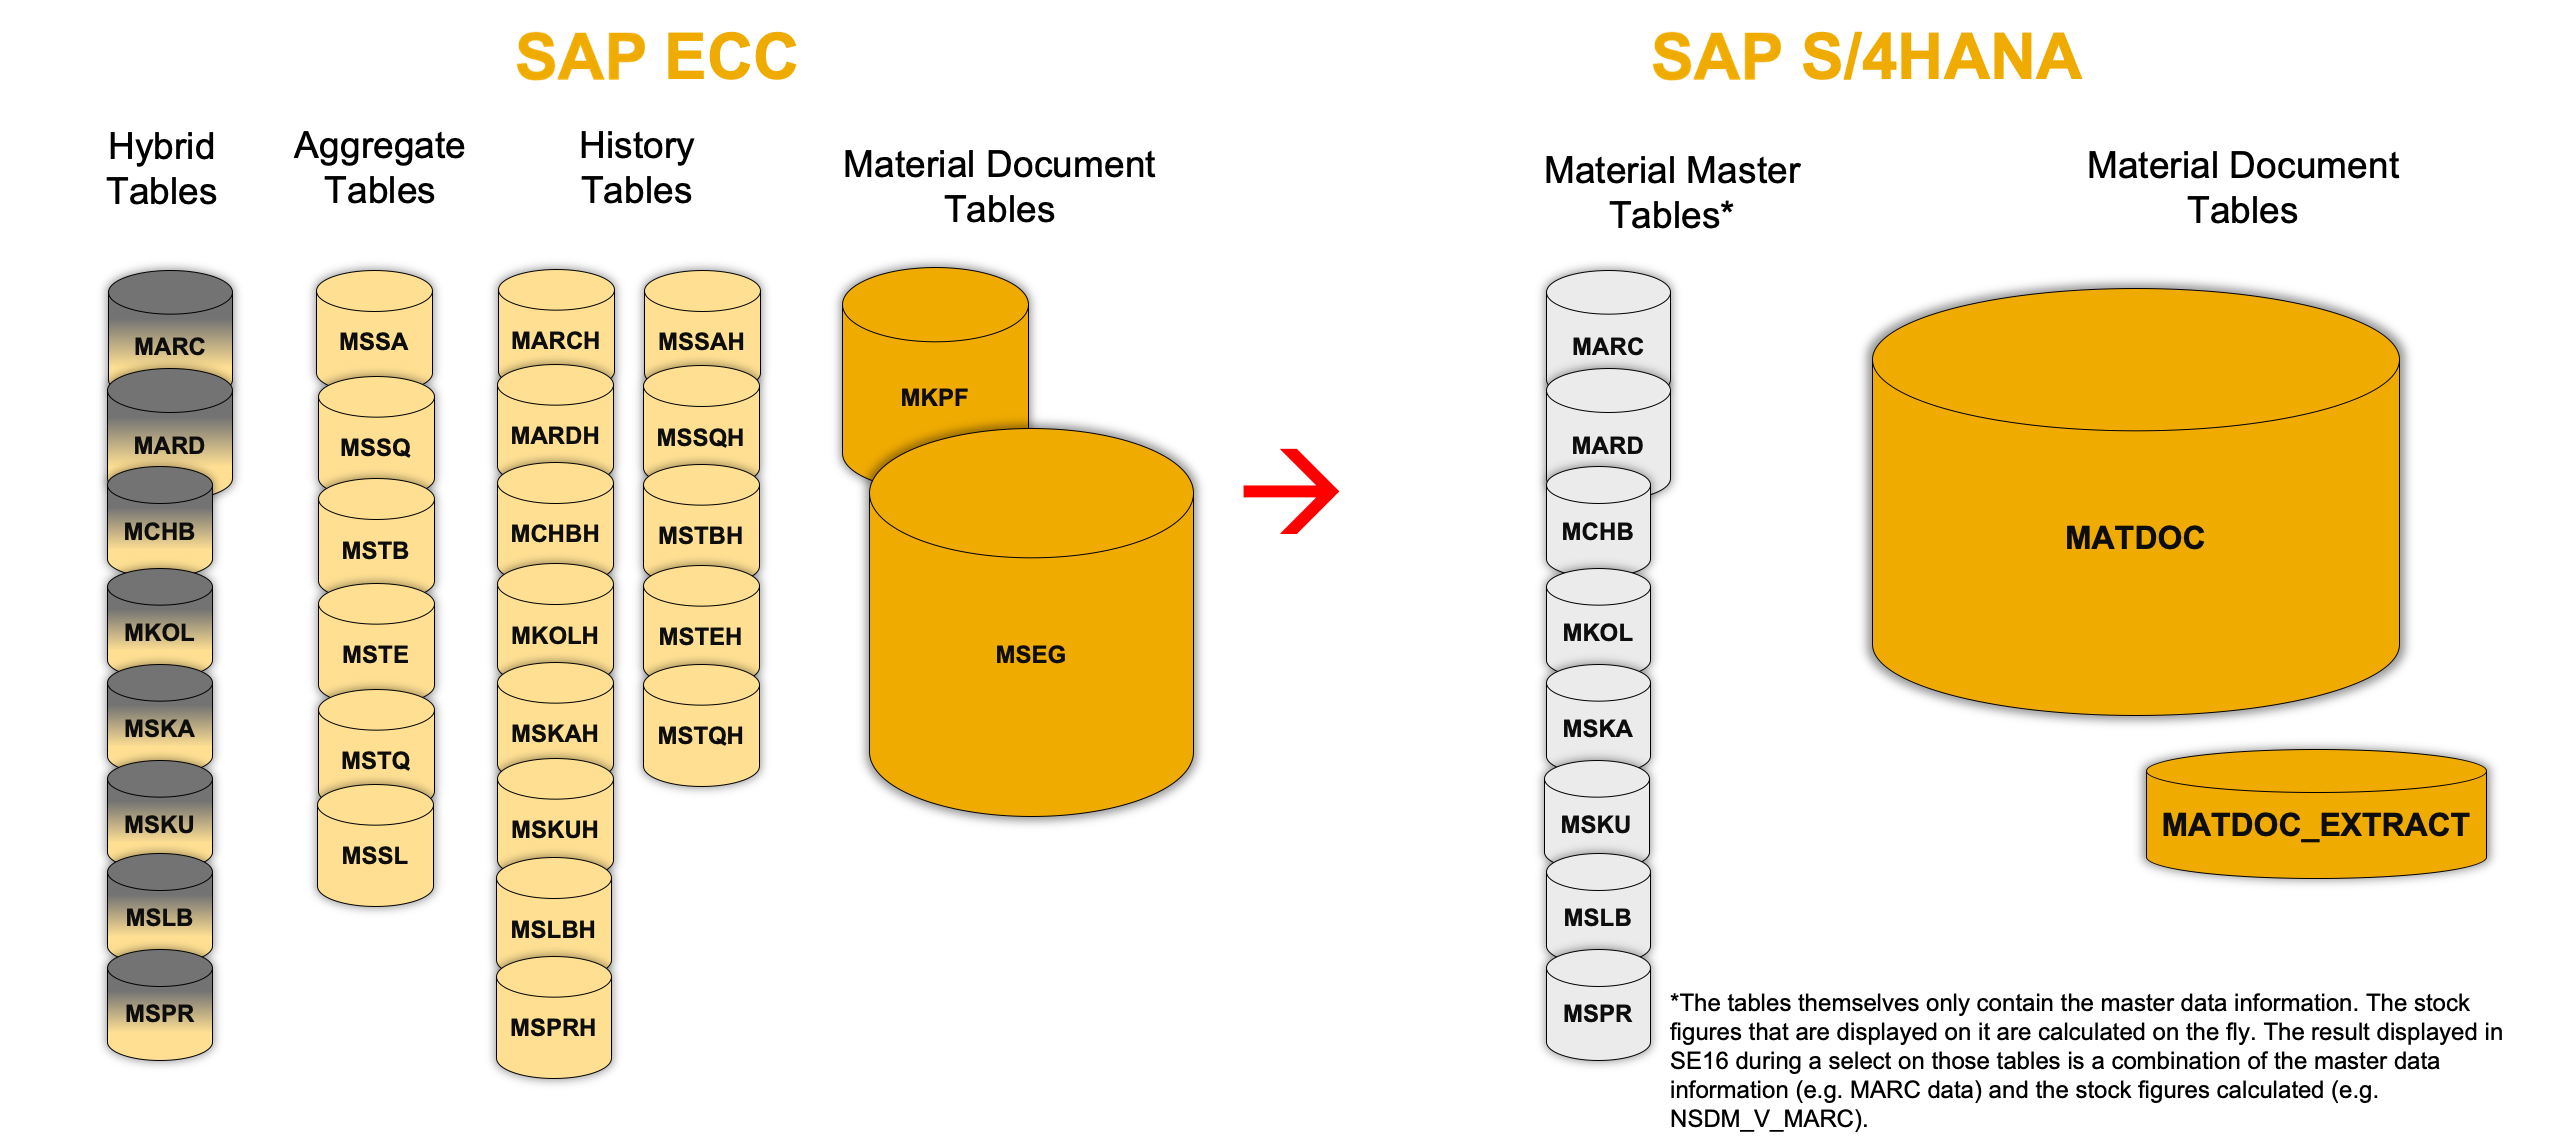 SAP ECC
SAP S/4HANA
Hybrid
Tables
Aggregate
Tables
History
Tables
Material Document
Tables
Material Master
Tables*
Material Document
Tables
MARC
MARD
MCHB
MKOL
MSKA
MSKU
MSLB
MSPR
MSSA
MSSQ
MSTB
MSTE
MSTQ
MSSL
MARCH
MARDH
MCHBH
MKOLH
MSKAH
MSKUH
MSLBH
MSPRH
MSSAH
MSSQH
MSTBH
MSTEH
MSTQH
MKPF
MSEG
MARC
MARD
MCHB
MKOL
MSKA
MSKU
MSLB
MSPR
MATDOC
MATDOC_EXTRACT
*The tables themselves only contain the master data information. The stock
figures that are displayed on it are calculated on the fly. The result displayed in
SE16 during a select on those tables is a combination of the master data
information (e.g. MARC data) and the stock figures calculated (e.g.
NSDM_V_MARC).